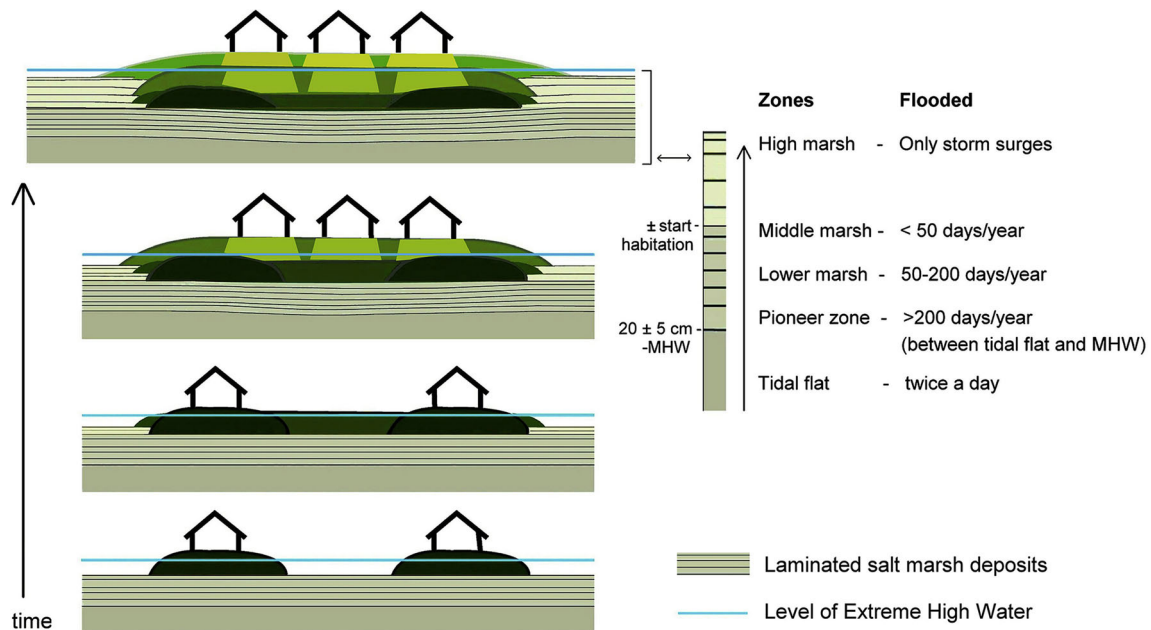 Zones Flooded
High marsh - Only storm surges
± start
habitation
Middle marsh - < 50 days/year
Lower marsh - 50-200 days/year
20 ± 5 cm
-MHW
Pioneer zone - >200 days/year
(between tidal flat and MHW)
Tidal flat - twice a day
Laminated salt marsh deposits
Level of Extreme High Water
time